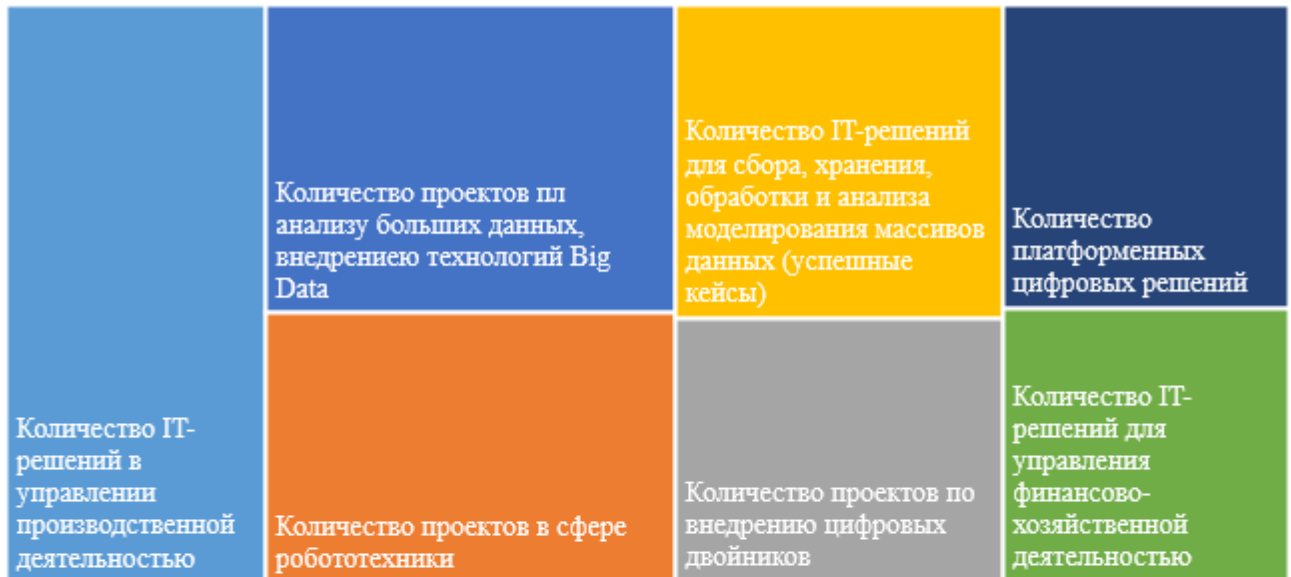 Количество IT-
решений в
управлении
производственной
деятельностью
Количество проектов пл
анализу больших данных,
внедрениею технологий Big
Data
Количество проектов в сфере
робототехники
Количество IT-решений
для сбора, хранения,
обработки и анализа
моделирования массивов
данных (успешные
кейсы)
Количество проектов по
внедрению цифровых
двойников
Количество
платформенных
цифровых решений
Количество IT-
решений для
управления
финансово-
хозяйственной
деятельностью